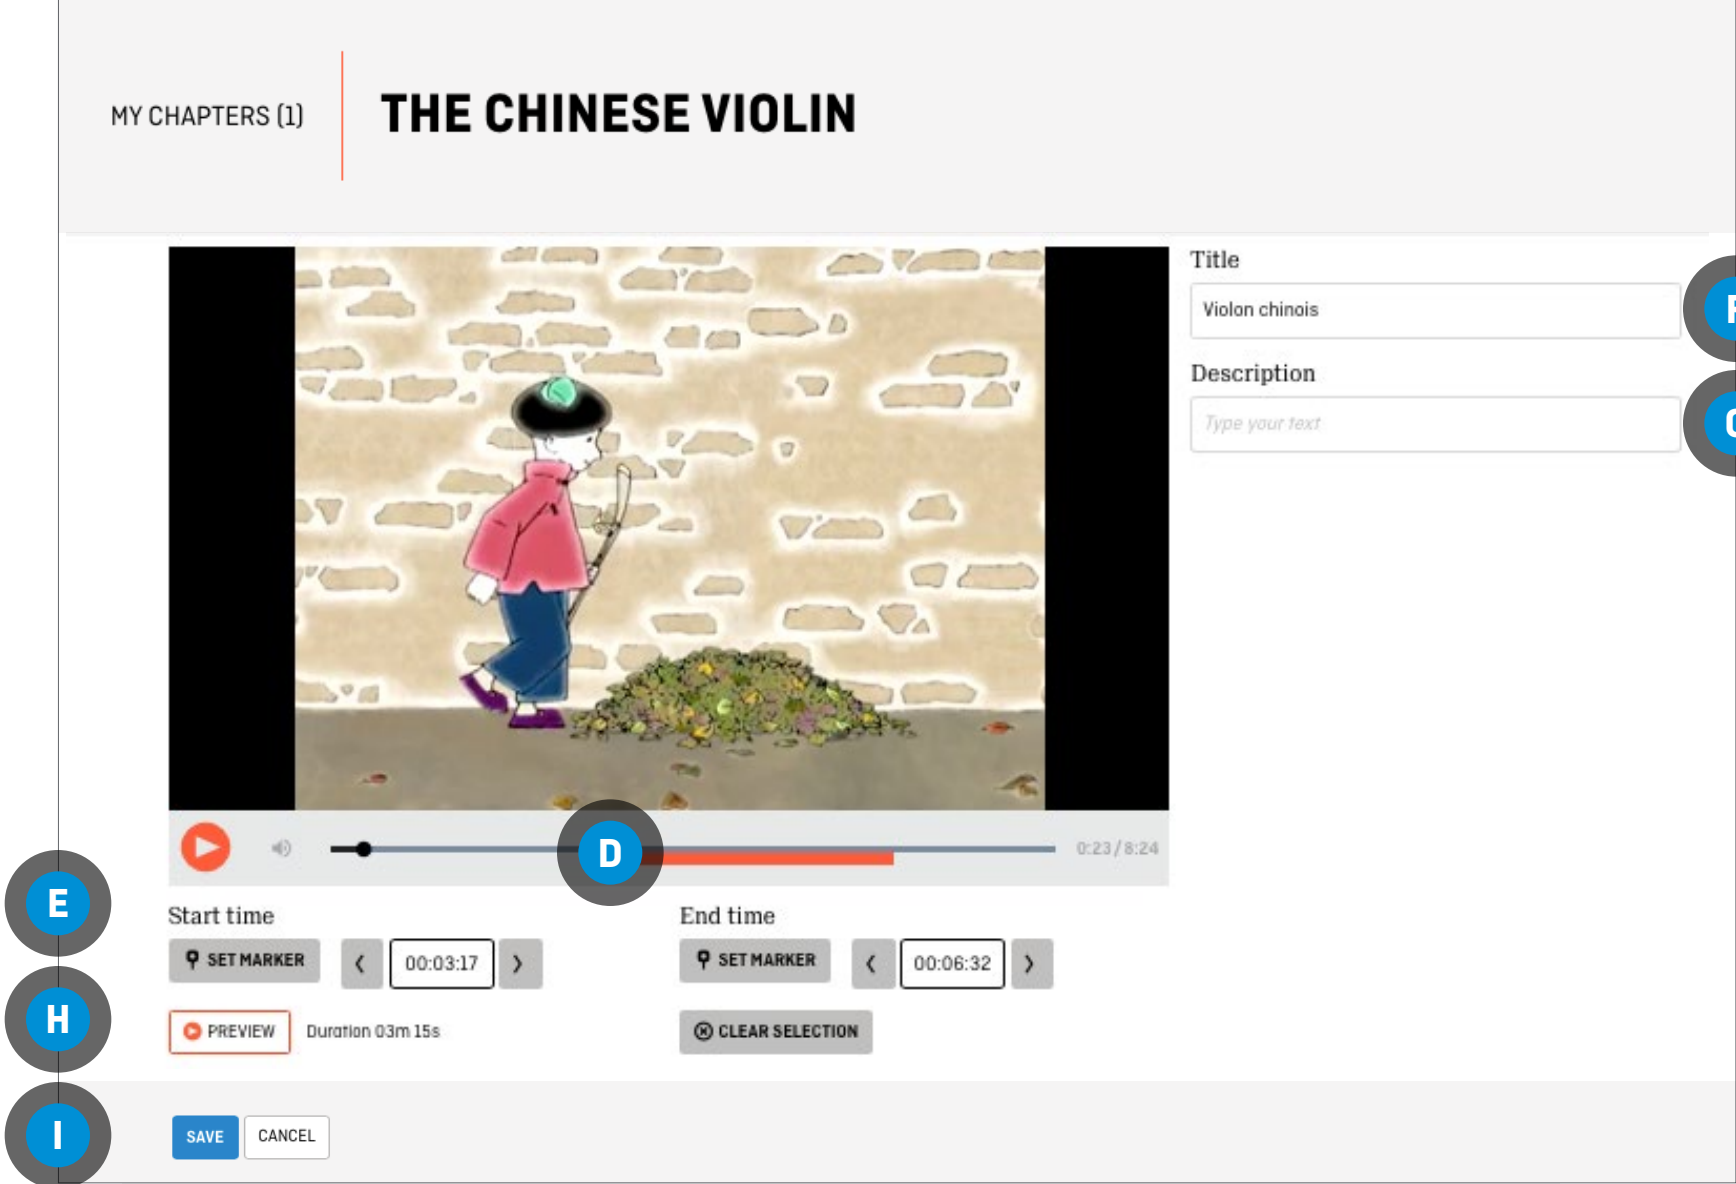 MY CHAPTERS (1)
THE CHINESE VIOLIN
Title
Violon chinois
Description
Type your text
D
0:23/8:24
E
Start time
End time
SET MARKER
00:03:17
SET MARKER
00:06:32
H
PREVIEW
Duration 03m 15s
CLEAR SELECTION
I
SAVE
CANCEL